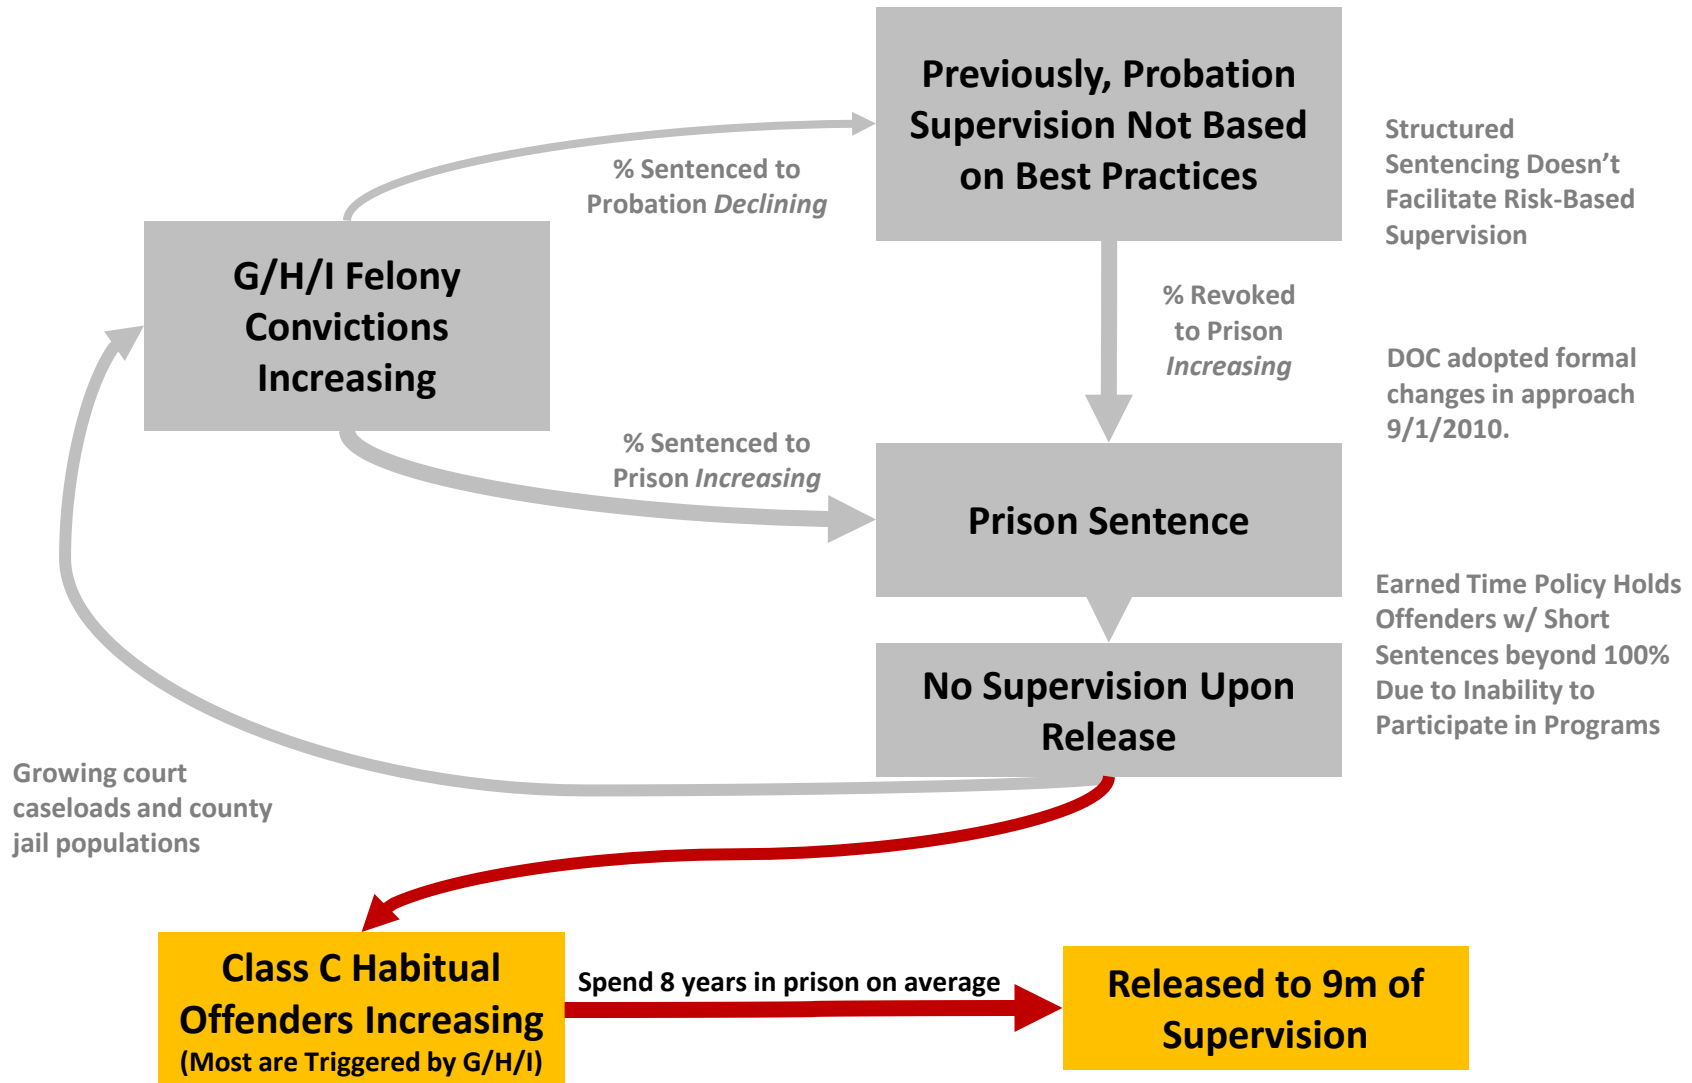 Previously, Probation
Supervision Not Based
on Best Practices
Structured
Sentencing Doesn’t
Facilitate Risk-Based
Supervision
% Sentenced to
Probation Declining
G/H/I Felony
Convictions
Increasing
% Revoked
to Prison
Increasing
DOC adopted formal
changes in approach
9/1/2010.
% Sentenced to
Prison Increasing
Prison Sentence
Earned Time Policy Holds
Offenders w/ Short
Sentences beyond 100%
Due to Inability to
Participate in Programs
No Supervision Upon
Release
Growing court
caseloads and county
jail populations
Class C Habitual
Offenders Increasing
(Most are Triggered by G/H/I)
Spend 8 years in prison on average
Released to 9m of
Supervision